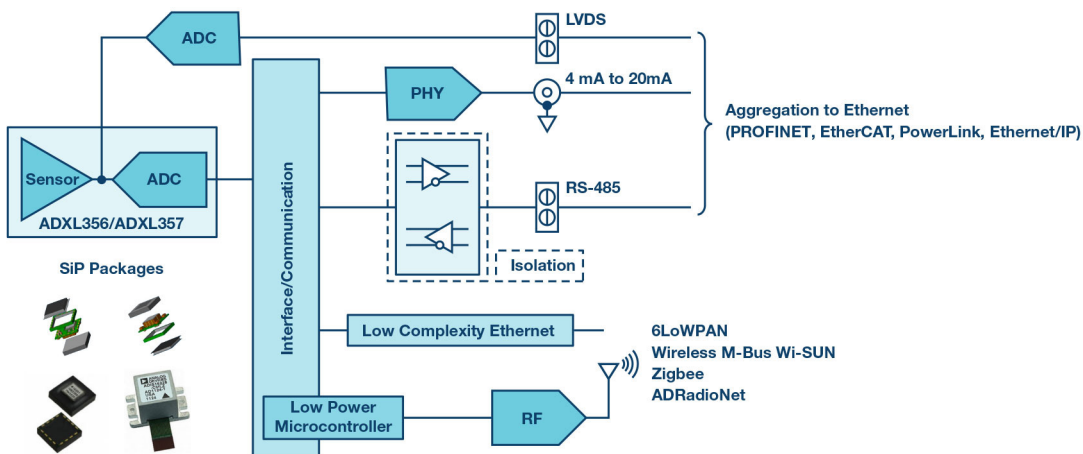 ADC
LVDS
PHY
4 mA to 20mA
Aggregation to Ethernet
(PROFINET, EtherCAT, PowerLink, Ethernet/IP)
Sensor
ADC
ADXL356/ADXL357
Interface/Communication
RS-485
Isolation
SiP Packages
Low Complexity Ethernet
6LoWPAN
Wireless M-Bus Wi-SUN
Zigbee
ADRadioNet
Low Power
Microcontroller
RF
ANALOG
DEVICES